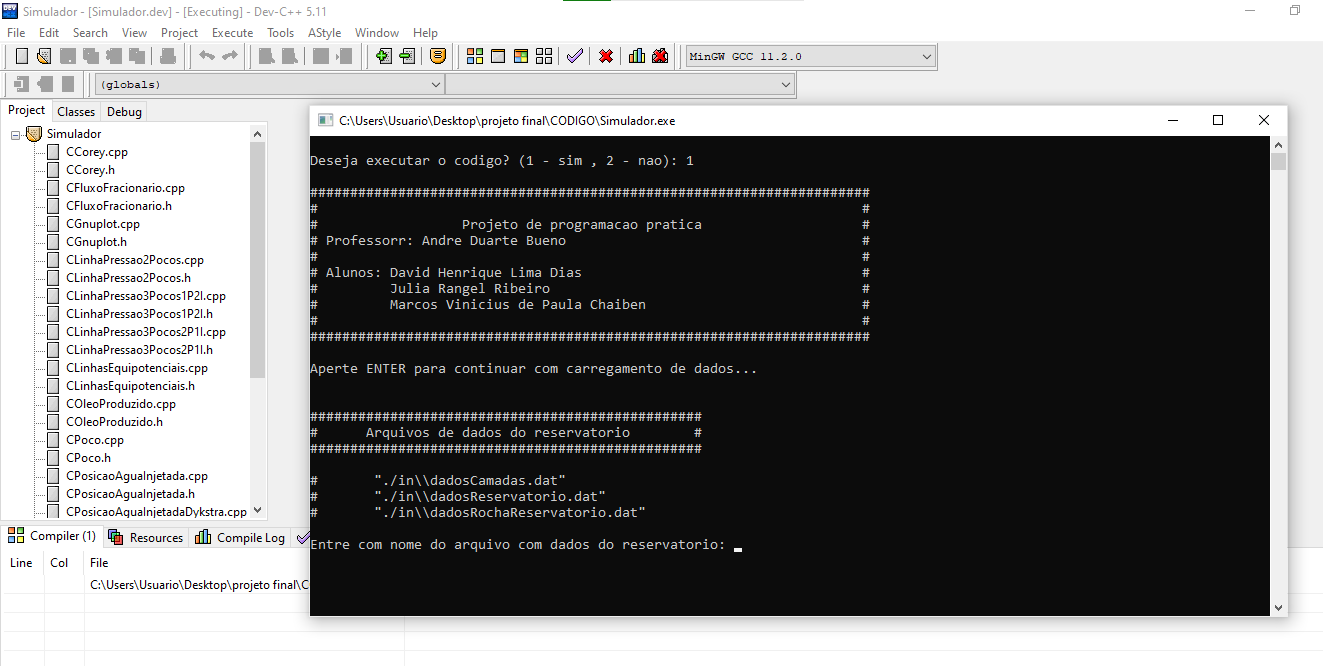 Simulador - [Simulador.dev] - [Executing] - Dev-C++ 5.11
File Edit Search View Project Execute Tools AStyle Window Help
MinGW GCC 11.2.0
(globals)
Project Classes Debug
Simulador
CCorey.cpp
CCorey.h
CFluxoFracionario.cpp
CFluxoFracionario.h
CGnuplot.cpp
CGnuplot.h
CLinhaPressao2Pocos.cpp
CLinhaPressao2Pocos.h
CLinhaPressao3Pocos1P2I.cpp
CLinhaPressao3Pocos1P2I.h
CLinhaPressao3Pocos2P1I.cpp
CLinhaPressao3Pocos2P1I.h
CLinhasEquipotenciais.cpp
CLinhasEquipotenciais.h
COleoProduzido.cpp
COleoProduzido.h
CPoco.cpp
CPoco.h
CPosicaoAguaInjetada.cpp
CPosicaoAguaInjetada.h
CPosicaoAguaInjetadaDykstra.cpp
Compiler (1) Resources Compile Log
Line Col File
C:\Users\Usuario\Desktop\projeto final\C
C:\Users\Usuario\Desktop\projeto final\CODIGO\Simulador.exe
Deseja executar o codigo? (1 - sim , 2 - nao): 1
######################################################################
# #
# Projeto de programacao pratica #
# Professorr: Andre Duarte Bueno #
# #
# Alunos: David Henrique Lima Dias #
# Julia Rangel Ribeiro #
# Marcos Vinicius de Paula Chaiben #
# #
######################################################################
Aperte ENTER para continuar com carregamento de dados...
#################################################
# Arquivos de dados do reservatorio #
#################################################
# "./in\\dadosCamadas.dat"
# "./in\\dadosReservatorio.dat"
# "./in\\dadosRochaReservatorio.dat"
Entre com nome do arquivo com dados do reservatorio: